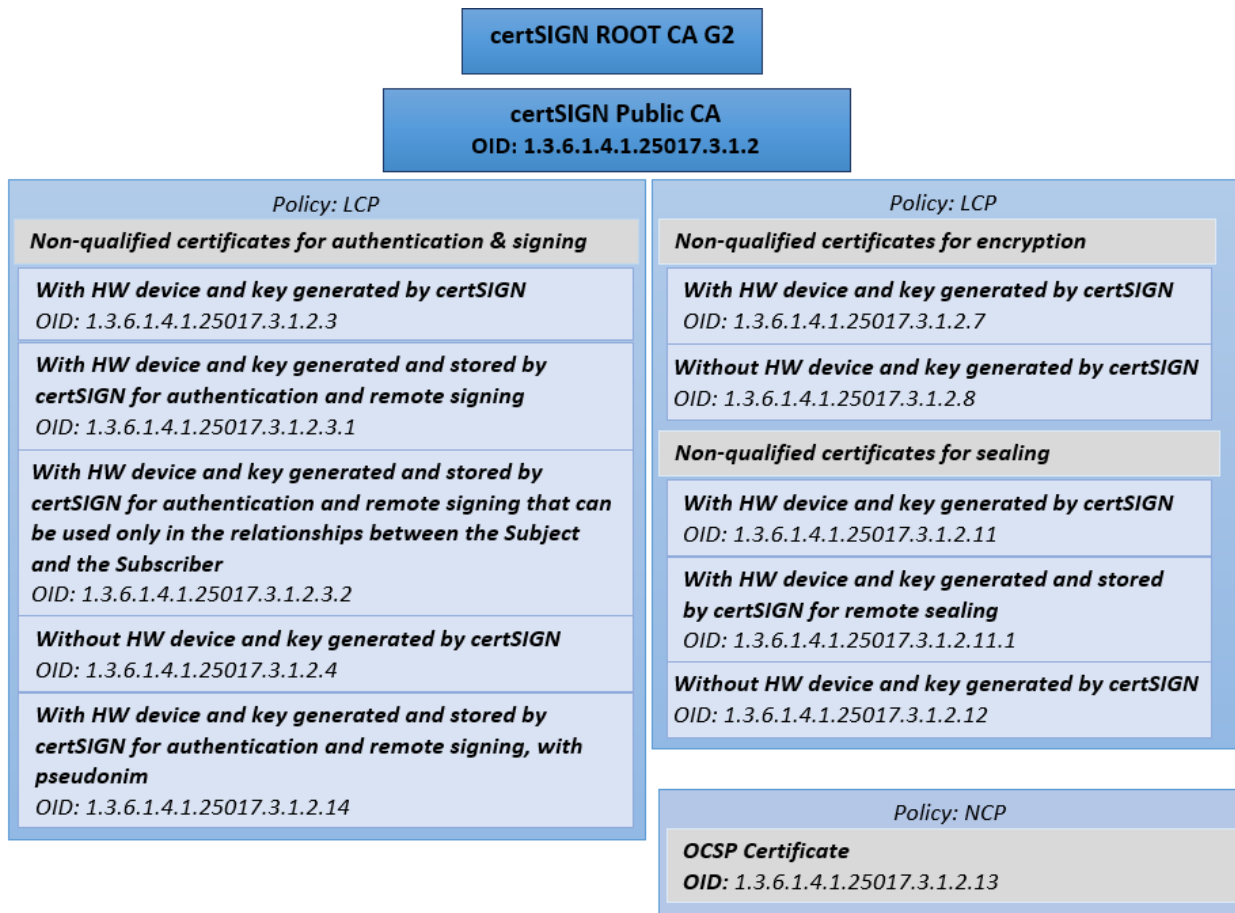 certSIGN ROOT CA G2
certSIGN Public CA
OID: 1.3.6.1.4.1.25017.3.1.2
Policy: LCP
Non-qualified certificates for authentication & signing
With HW device and key generated by certSIGN
OID: 1.3.6.1.4.1.25017.3.1.2.3
With HW device and key generated and stored by
certSIGN for authentication and remote signing
OID: 1.3.6.1.4.1.25017.3.1.2.3.1
With HW device and key generated and stored by
certSIGN for authentication and remote signing that can
be used only in the relationships between the Subject
and the Subscriber
OID: 1.3.6.1.4.1.25017.3.1.2.3.2
Without HW device and key generated by certSIGN
OID: 1.3.6.1.4.1.25017.3.1.2.4
With HW device and key generated and stored by
certSIGN for authentication and remote signing, with
pseudonim
OID: 1.3.6.1.4.1.25017.3.1.2.14
Policy: LCP
Non-qualified certificates for encryption
With HW device and key generated by certSIGN
OID: 1.3.6.1.4.1.25017.3.1.2.7
Without HW device and key generated by certSIGN
OID: 1.3.6.1.4.1.25017.3.1.2.8
Non-qualified certificates for sealing
With HW device and key generated by certSIGN
OID: 1.3.6.1.4.1.25017.3.1.2.11
With HW device and key generated and stored
by certSIGN for remote sealing
OID: 1.3.6.1.4.1.25017.3.1.2.11.1
Without HW device and key generated by certSIGN
OID: 1.3.6.1.4.1.25017.3.1.2.12
Policy: NCP
OCSP Certificate
OID: 1.3.6.1.4.1.25017.3.1.2.13